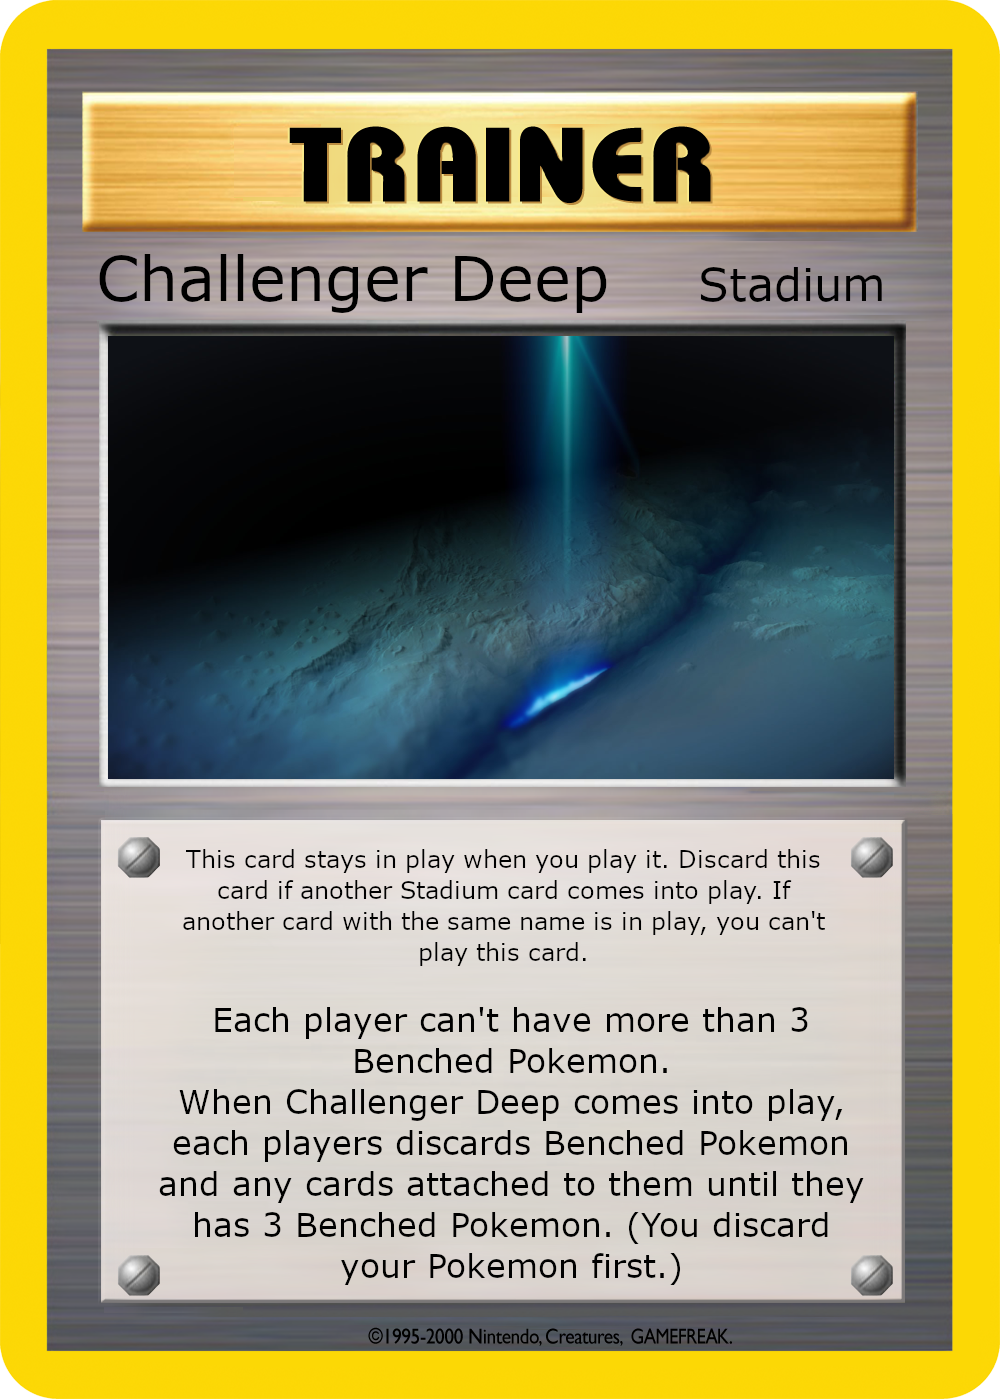 TRAINER
Challenger Deep Stadium
This card stays in play when you play it. Discard this
card if another Stadium card comes into play. If
another card with the same name is in play, you can't
play this card.
Each player can't have more than 3
Benched Pokemon.
When Challenger Deep comes into play,
each players discards Benched Pokemon
and any cards attached to them until they
has 3 Benched Pokemon. (You discard
your Pokemon first.)
©1995-2000 Nintendo, Creatures, GAMEFREAK.